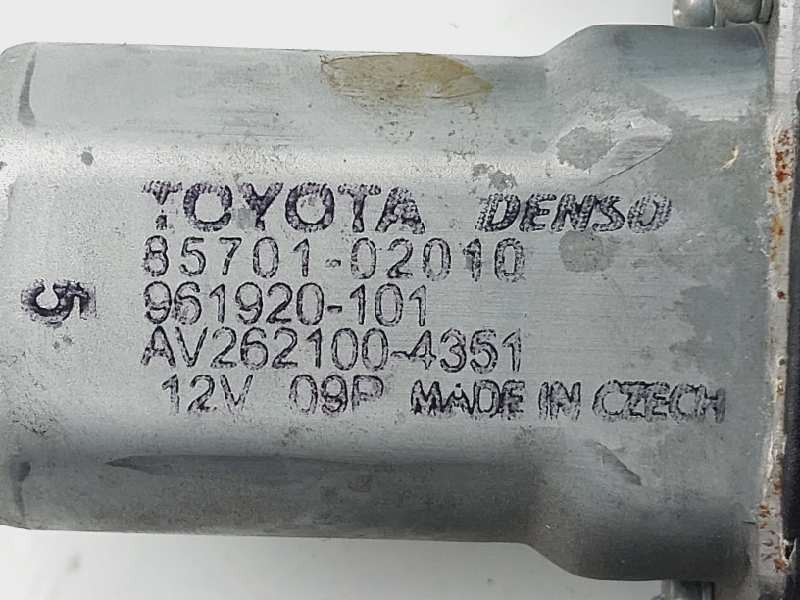 TOYOTA DENSO
85701-02010
961920-101
AV262100-4351
12V 09P MADE IN CZECH
5